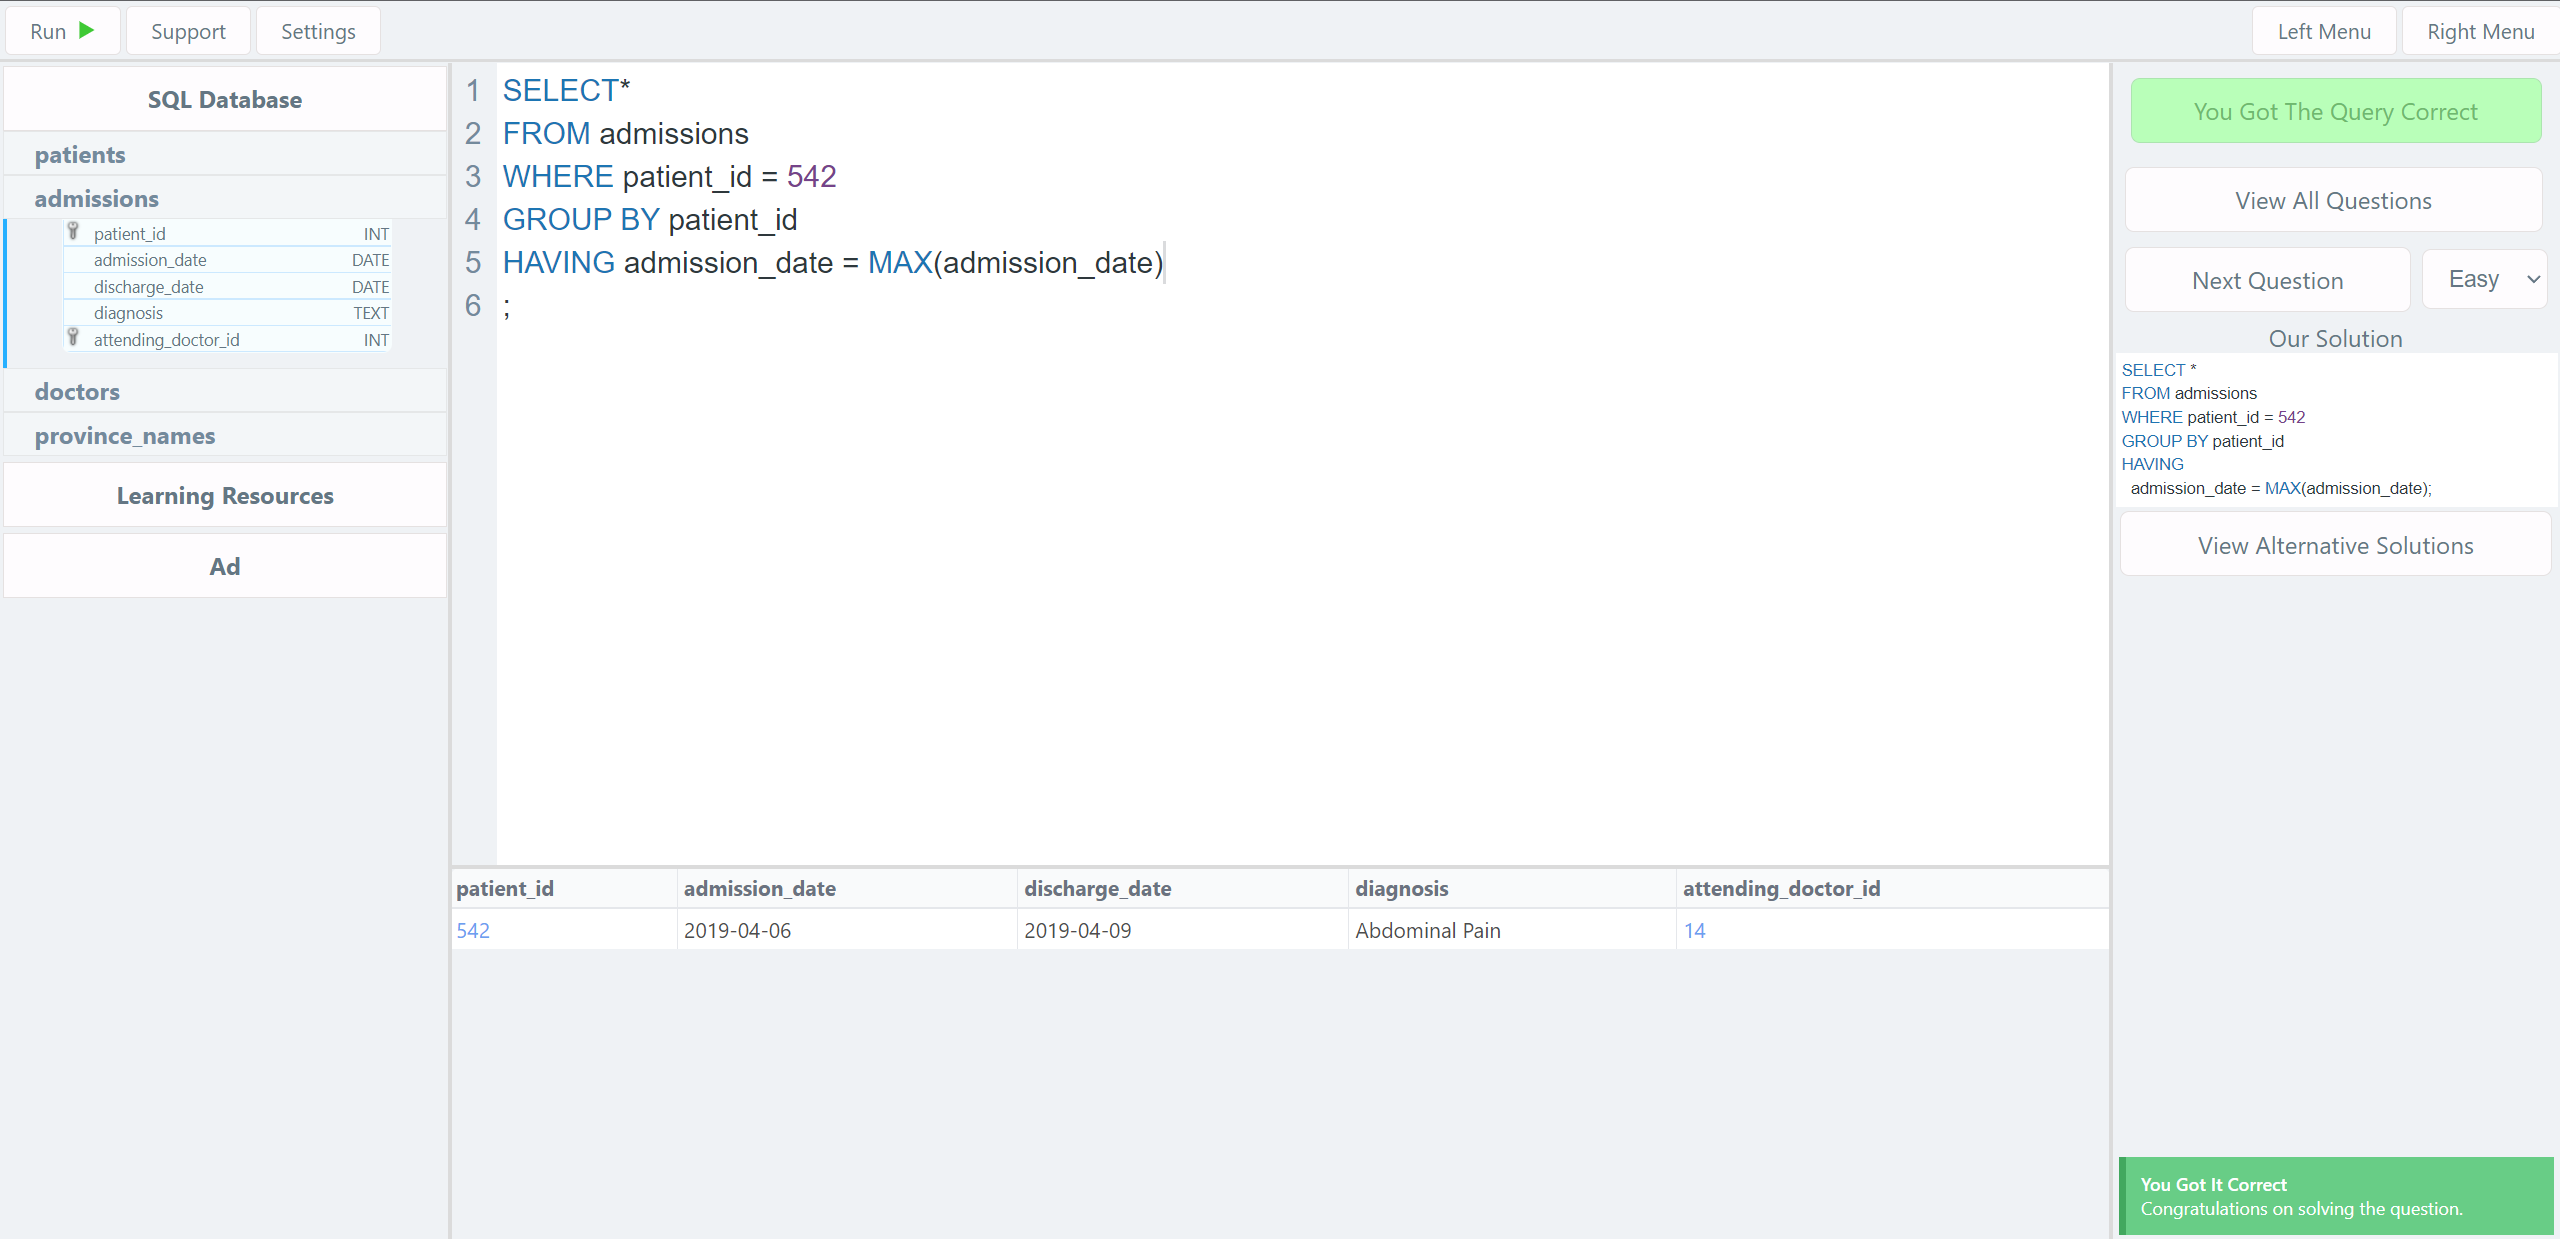 Run
Support
Settings
Left Menu
Right Menu
SQL Database
patients
admissions
patient_id INT
admission_date DATE
discharge_date DATE
diagnosis TEXT
attending_doctor_id INT
doctors
province_names
Learning Resources
Ad
1 SELECT*
2 FROM admissions
3 WHERE patient_id = 542
4 GROUP BY patient_id
5 HAVING admission_date = MAX(admission_date)
6 ;
patient_id admission_date discharge_date diagnosis attending_doctor_id
542 2019-04-06 2019-04-09 Abdominal Pain 14
You Got The Query Correct
View All Questions
Next Question
Easy
Our Solution
SELECT *
FROM admissions
WHERE patient_id = 542
GROUP BY patient_id
HAVING
admission_date = MAX(admission_date);
View Alternative Solutions
You Got It Correct
Congratulations on solving the question.